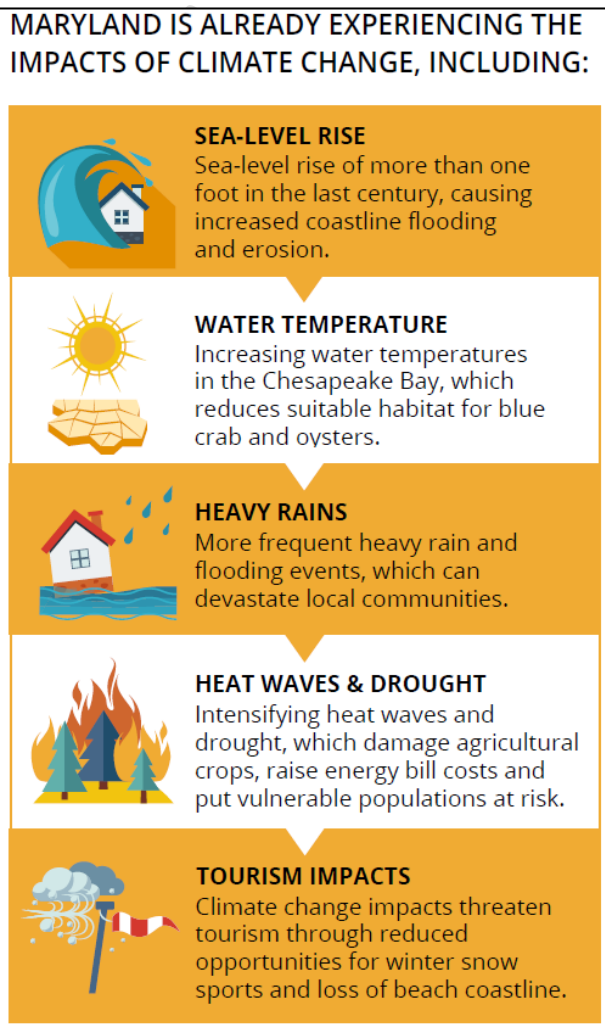 MARYLAND IS ALREADY EXPERIENCING THE
IMPACTS OF CLIMATE CHANGE, INCLUDING:
SEA-LEVEL RISE
Sea-level rise of more than one
foot in the last century, causing
increased coastline flooding
and erosion.
WATER TEMPERATURE
Increasing water temperatures
in the Chesapeake Bay, which
reduces suitable habitat for blue
crab and oysters.
HEAVY RAINS
More frequent heavy rain and
flooding events, which can
devastate local communities.
HEAT WAVES & DROUGHT
Intensifying heat waves and
drought, which damage agricultural
crops, raise energy bill costs and
put vulnerable populations at risk.
TOURISM IMPACTS
Climate change impacts threaten
tourism through reduced
opportunities for winter snow
sports and loss of beach coastline.